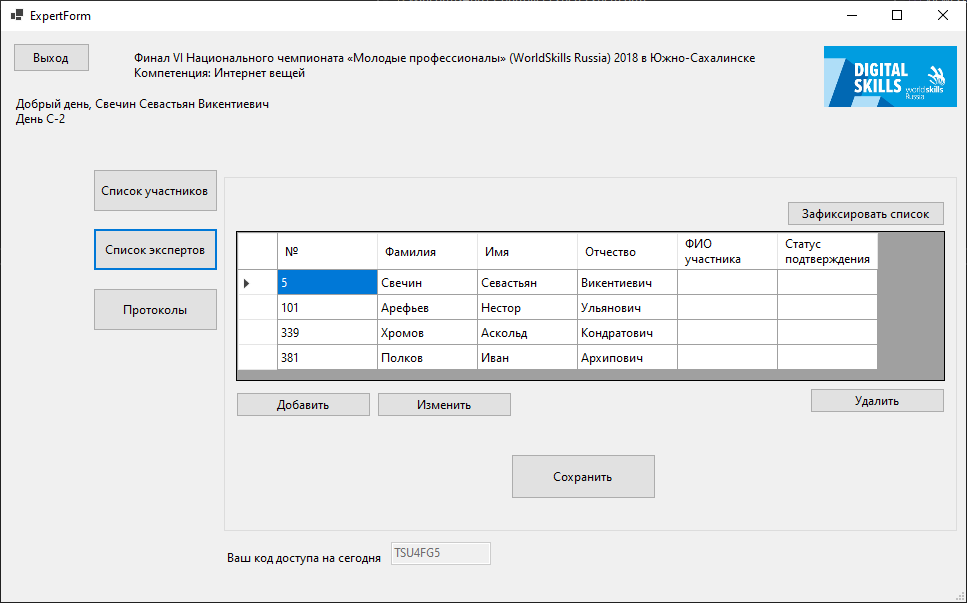 ExpertForm
Выход
Финал VI Национального чемпионата «Молодые профессионалы» (WorldSkills Russia) 2018 в Южно-Сахалинске
Компетенция: Интернет вещей
DIGITAL
SKILLS
worldskills
Russia
Добрый день, Свечин Севастьян Викентиевич
День C-2
Список участников
Список экспертов
Протоколы
Зафиксировать список
№ Фамилия Имя Отчество ФИО участника Статус подтверждения
5 Свечин Севастьян Викентиевич
101 Арефьев Нестор Ульянович
339 Хромов Аскольд Кондратович
381 Полков Иван Архипович
Добавить Изменить Удалить
Сохранить
Ваш код доступа на сегодня TSU4FG5